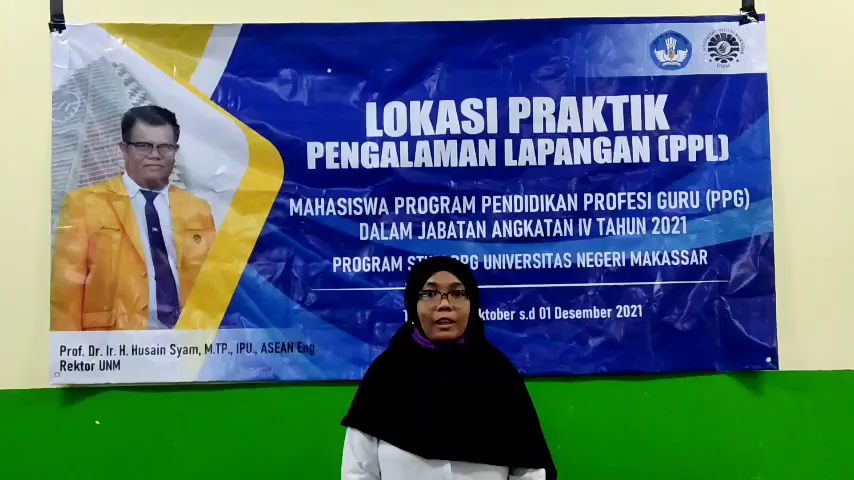 LOKASI PRAKTIK
PENGALAMAN LAPANGAN (PPL)
MAHASISWA PROGRAM PENDIDIKAN PROFESI GURU (PPG)
DALAM JABATAN ANGKATAN IV TAHUN 2021
PROGRAM UNIVERSITAS NEGERI MAKASSAR
s.d 01 Desember 2021
Prof. Dr. Ir. H. Husain Syam, M.TP., IPU., ASEAN Eng
Rektor UNM